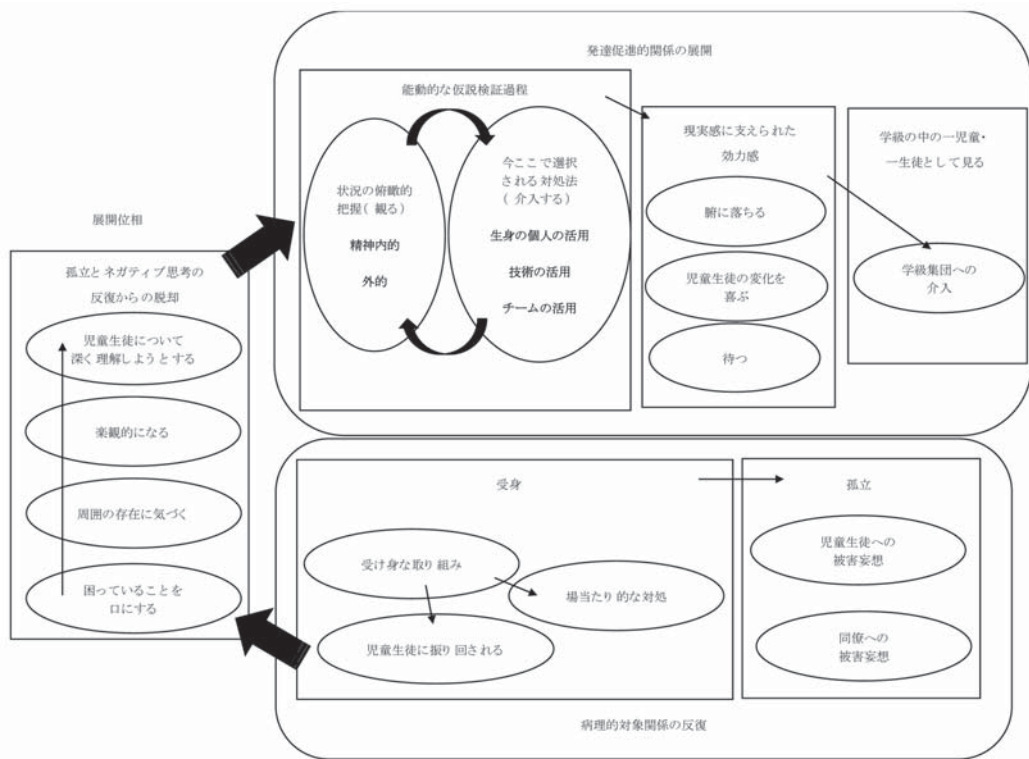 発達促進的関係の展開
能動的な仮説検証過程
状況の俯瞰的
把握(観る)
精神内的
外的
今ここで選択
される対処法
(介入する)
生身の個人の活用
技術の活用
チームの活用
現実感に支えられた
効力感
腑に落ちる
児童生徒の変化を
喜ぶ
待つ
学級の中の一児童・
一生徒として見る
学級集団への
介入
展開位相
孤立とネガティブ思考の
反復からの脱却
児童生徒について
深く理解しようとする
楽観的になる
周囲の存在に気づく
困っていることを
口にする
受身
受け身な取り組み
場当たり的な対処
児童生徒に振り回される
孤立
児童生徒への
被害妄想
同僚への
被害妄想
病理的対象関係の反復